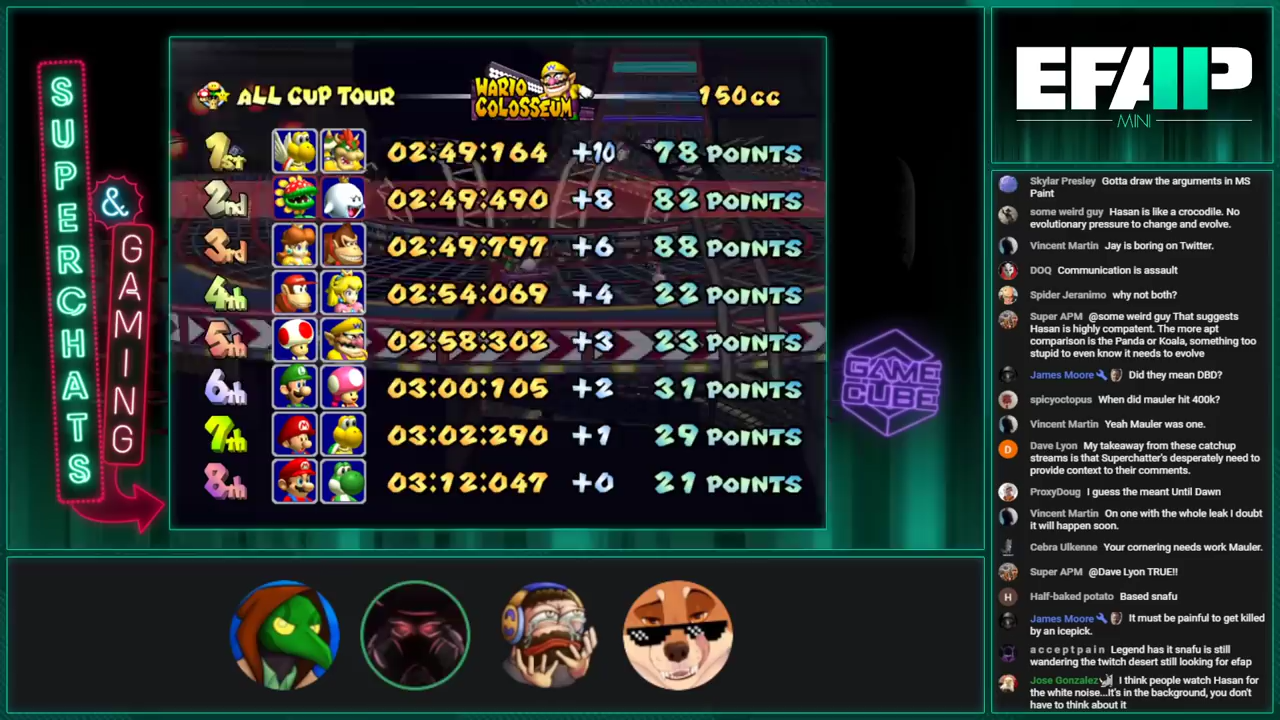 SUPERCHATS
&
GAMING
ALL CUP TOUR
WARIO
COLOSSEUM
150cc
1st 02:49:164 +10 78 POINTS
2nd 02:49:490 +8 82 POINTS
3rd 02:49:797 +6 88 POINTS
4th 02:54:069 +4 22 POINTS
5th 02:58:302 +3 23 POINTS
6th 03:00:105 +2 31 POINTS
7th 03:02:290 +1 29 POINTS
8th 03:12:047 +0 21 POINTS
GAME
CUBE
EFAP
MINI
Skylar Presley Gotta draw the arguments in MS
Paint
some weird guy Hasan is like a crocodile. No
evolutionary pressure to change and evolve.
Vincent Martin Jay is boring on Twitter.
DOQ Communication is assault
Spider Jeranimo why not both?
Super APM @some weird guy That suggests
Hasan is highly compatent. The more apt
comparison is the Panda or Koala, something too
stupid to even know it needs to evolve
James Moore Did they mean DBD?
spicyoctopus When did mauler hit 400k?
Vincent Martin Yeah Mauler was one.
D
Dave Lyon My takeaway from these catchup
streams is that Superchatter's desperately need to
provide context to their comments.
ProxyDoug I guess the meant Until Dawn
Vincent Martin On one with the whole leak I doubt
it will happen soon.
Cebra Ulkenne Your cornering needs work Mauler.
Super APM @Dave Lyon TRUE!!
H
Half-baked potato Based snafu
James Moore It must be painful to get killed
by an icepick.
a c c e p t p a i n Legend has it snafu is still
wandering the twitch desert still looking for efap
Jose Gonzalez I think people watch Hasan for
the white noise...It's in the background, you don't
have to think about it